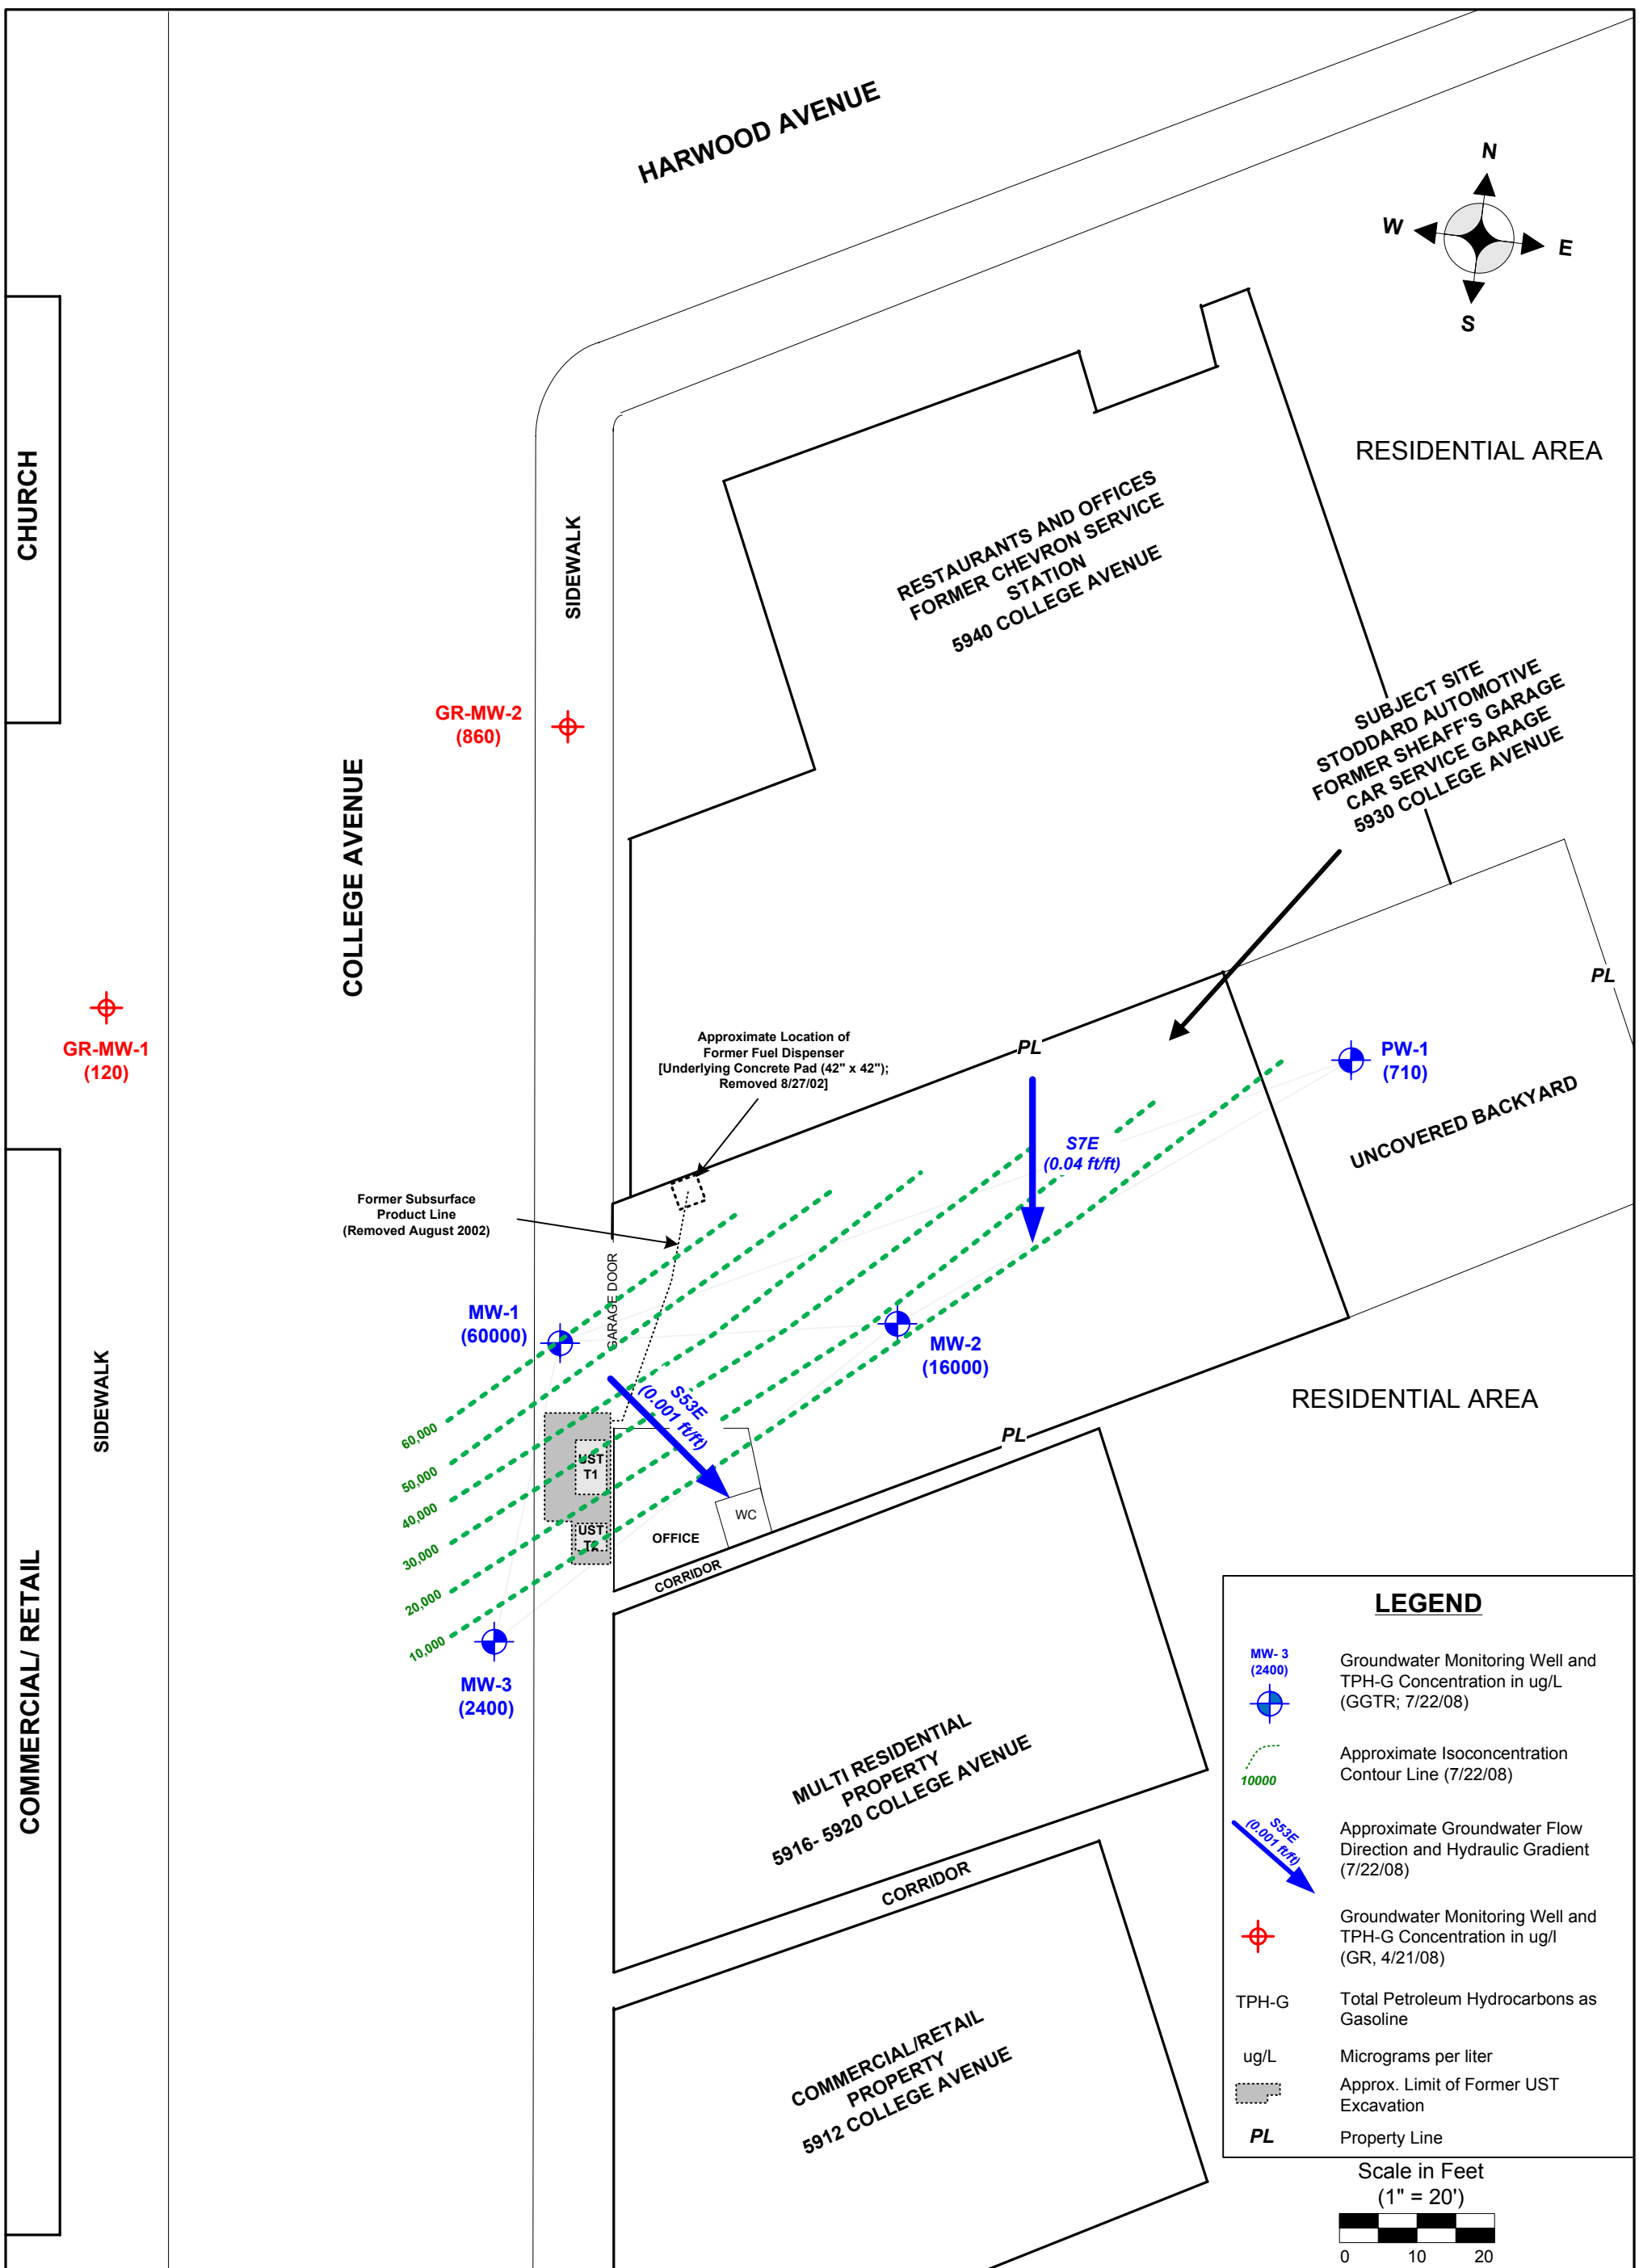 HARWOOD AVENUE
N
W
E
S
CHURCH
SIDEWALK
RESIDENTIAL AREA
RESTAURANTS AND OFFICES
FORMER CHEVRON SERVICE
STATION
5940 COLLEGE AVENUE
SUBJECT SITE
STODDARD AUTOMOTIVE
FORMER SHEAFF'S GARAGE
CAR SERVICE GARAGE
5930 COLLEGE AVENUE
GR-MW-2
(860)
COLLEGE AVENUE
GR-MW-1
(120)
PL
Approximate Location of
Former Fuel Dispenser
[Underlying Concrete Pad (42" x 42");
Removed 8/27/02]
PL
PW-1
(710)
UNCOVERED BACKYARD
S7E
(0.04 ft/ft)
Former Subsurface
Product Line
(Removed August 2002)
GARAGE DOOR
MW-1
(60000)
MW-2
(16000)
SIDEWALK
S53E
(0.001 ft/ft)
RESIDENTIAL AREA
PL
60,000
50,000
40,000
30,000
20,000
10,000
UST
T1
UST
OFFICE
WC
CORRIDOR
MW-3
(2400)
COMMERCIAL/ RETAIL
MULTI RESIDENTIAL
PROPERTY
5916- 5920 COLLEGE AVENUE
CORRIDOR
COMMERCIAL/RETAIL
PROPERTY
5912 COLLEGE AVENUE
LEGEND
MW- 3
(2400)
Groundwater Monitoring Well and
TPH-G Concentration in ug/L
(GGTR; 7/22/08)
10000
Approximate Isoconcentration
Contour Line (7/22/08)
S53E
(0.001 ft/ft)
Approximate Groundwater Flow
Direction and Hydraulic Gradient
(7/22/08)
Groundwater Monitoring Well and
TPH-G Concentration in ug/l
(GR, 4/21/08)
TPH-G
Total Petroleum Hydrocarbons as
Gasoline
ug/L
Micrograms per liter
Approx. Limit of Former UST
Excavation
PL
Property Line
Scale in Feet
(1" = 20')
0 10 20